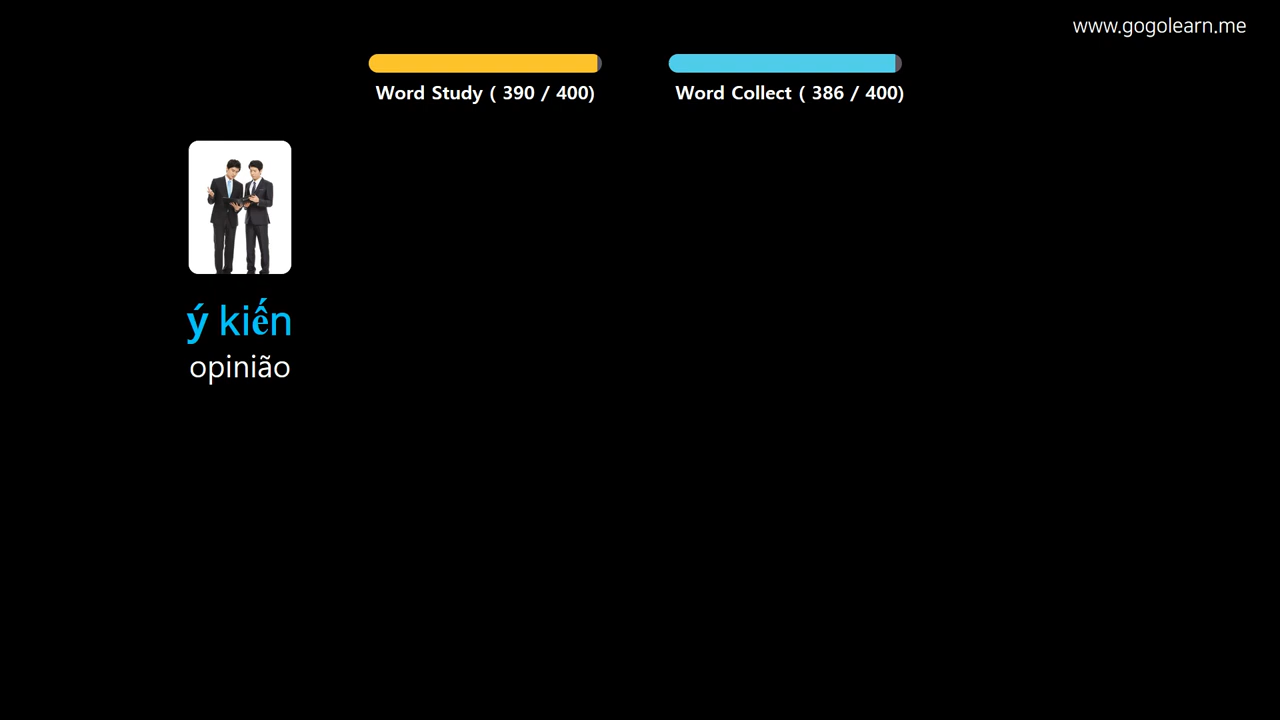 www.gogolearn.me
Word Study ( 390 / 400)
Word Collect ( 386 / 400)
ý kiến
opinião